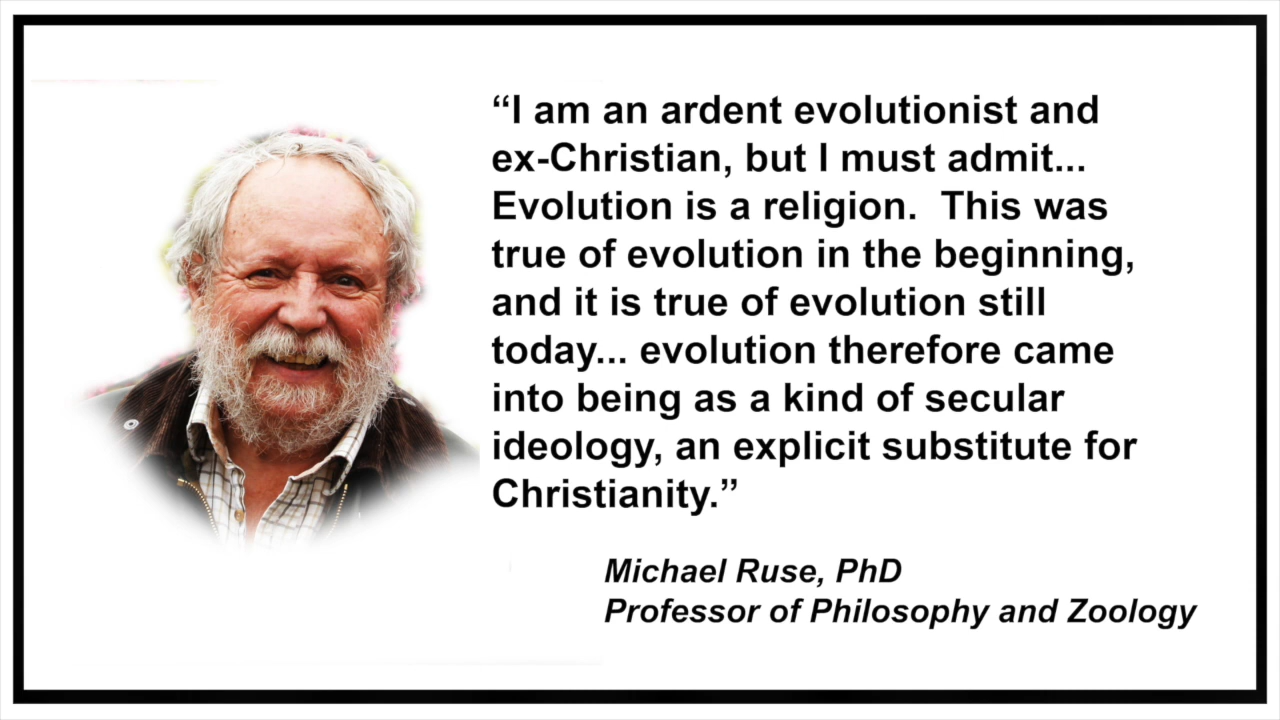 “I am an ardent evolutionist and
ex-Christian, but I must admit...
Evolution is a religion.  This was
true of evolution in the beginning,
and it is true of evolution still
today... evolution therefore came
into being as a kind of secular
ideology, an explicit substitute for
Christianity.”
Michael Ruse, PhD
Professor of Philosophy and Zoology